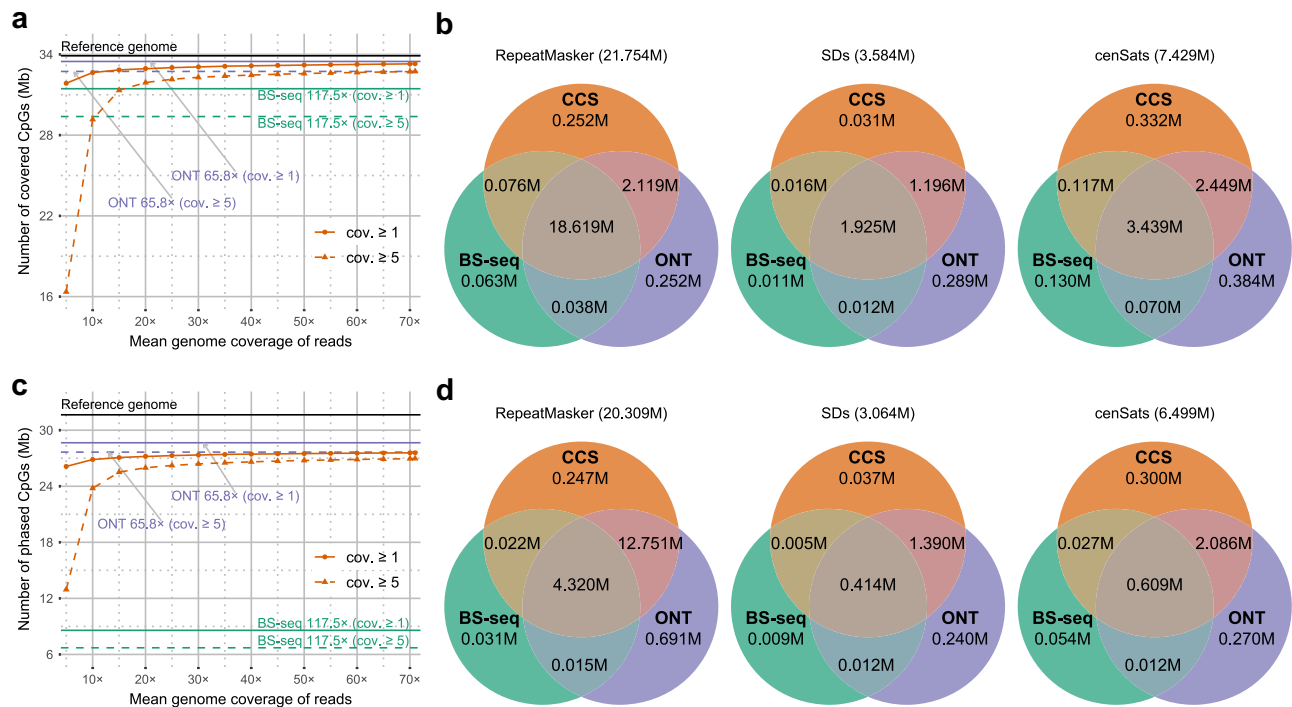 a
Number of covered CpGs (Mb)
34
28
22
16
Reference genome
BS-seq 117.5× (cov. ≥ 1)
BS-seq 117.5× (cov. ≥ 5)
ONT 65.8× (cov. ≥ 1)
ONT 65.8× (cov. ≥ 5)
cov. ≥ 1
cov. ≥ 5
10× 20× 30× 40× 50× 60× 70×
Mean genome coverage of reads
b
RepeatMasker (21.754M)
CCS
0.252M
0.076M 2.119M
18.619M
BS-seq ONT
0.063M 0.252M
0.038M
SDs (3.584M)
CCS
0.031M
0.016M 1.196M
1.925M
BS-seq ONT
0.011M 0.289M
0.012M
cenSats (7.429M)
CCS
0.332M
0.117M 2.449M
3.439M
BS-seq ONT
0.130M 0.384M
0.070M
c
Number of phased CpGs (Mb)
30
26
22
18
14
10
6
Reference genome
ONT 65.8× (cov. ≥ 1)
ONT 65.8× (cov. ≥ 5)
cov. ≥ 1
cov. ≥ 5
BS-seq 117.5× (cov. ≥ 1)
BS-seq 117.5× (cov. ≥ 5)
10× 20× 30× 40× 50× 60× 70×
Mean genome coverage of reads
d
RepeatMasker (20.309M)
CCS
0.247M
0.022M 12.751M
4.320M
BS-seq ONT
0.031M 0.691M
0.015M
SDs (3.064M)
CCS
0.037M
0.005M 1.390M
0.414M
BS-seq ONT
0.009M 0.240M
0.012M
cenSats (6.499M)
CCS
0.300M
0.027M 2.086M
0.609M
BS-seq ONT
0.054M 0.270M
0.012M